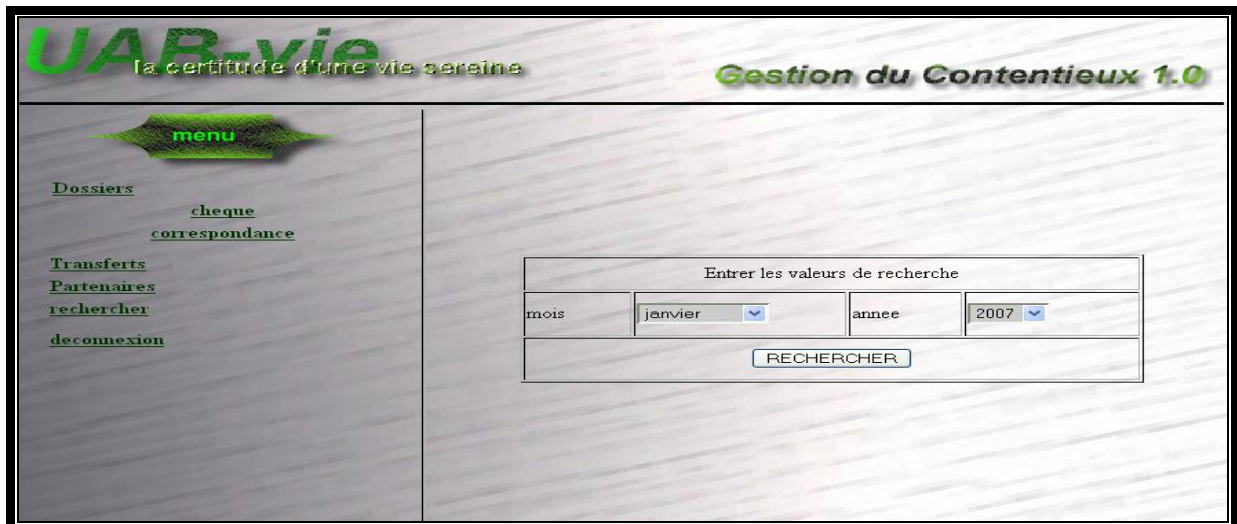 UAB-vie
la certitude d'une vie sereine
Gestion du Contentieux 1.0
menu
Dossiers
cheque
correspondance
Transferts
Partenaires
rechercher
deconnexion
Entrer les valeurs de recherche
mois janvier annee 2007
RECHERCHER